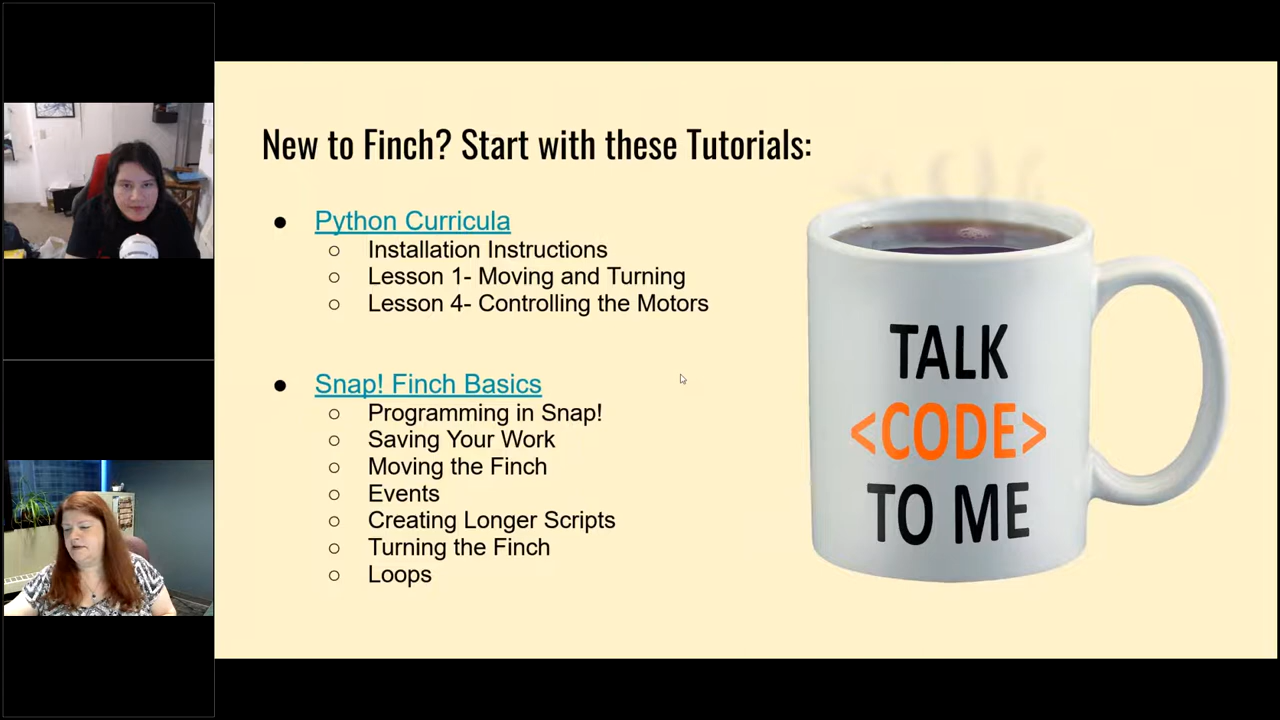 New to Finch? Start with these Tutorials:
● Python Curricula
○ Installation Instructions
○ Lesson 1- Moving and Turning
○ Lesson 4- Controlling the Motors
● Snap! Finch Basics
○ Programming in Snap!
○ Saving Your Work
○ Moving the Finch
○ Events
○ Creating Longer Scripts
○ Turning the Finch
○ Loops
TALK
<CODE>
TO ME